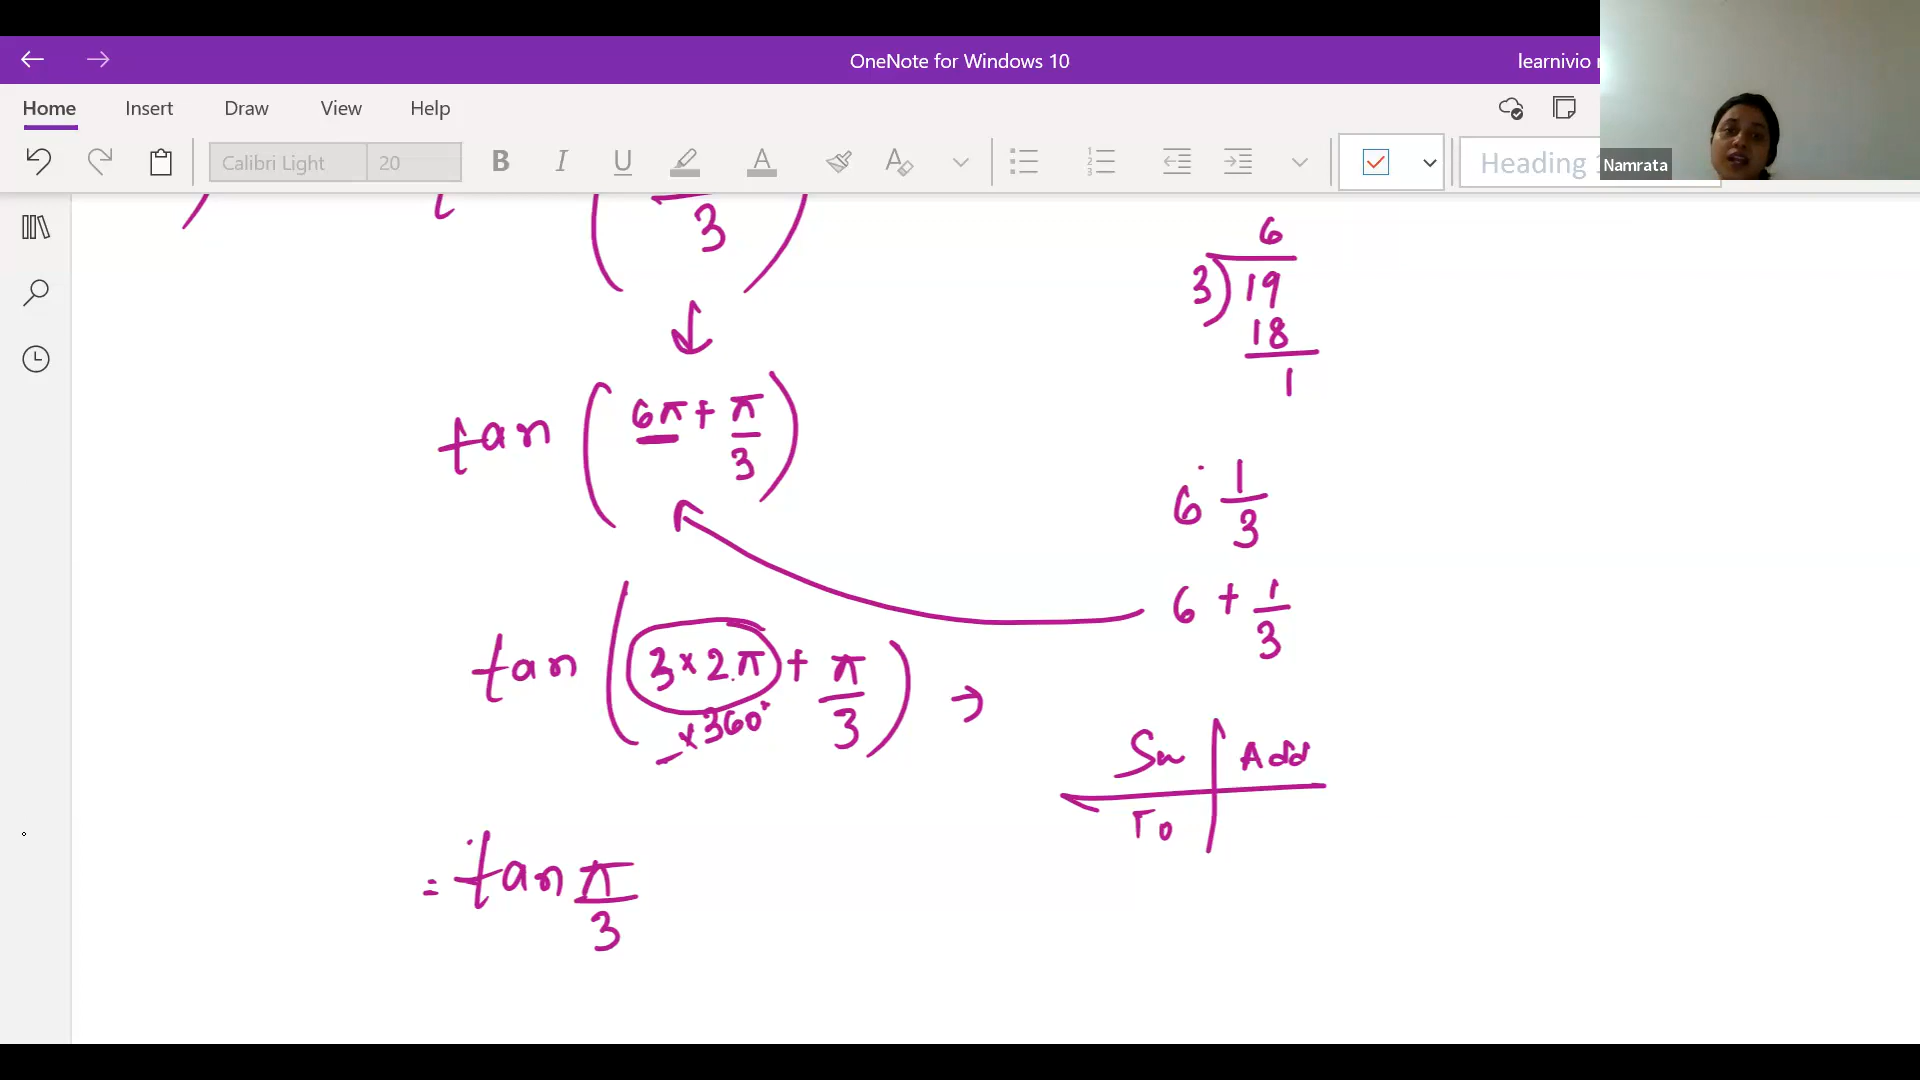 OneNote for Windows 10
learnivio
Home Insert Draw View Help
Calibri Light 20 B I U A Heading
Namrata
3
6
3)19
18
1
tan (6π + π/3)
6 1/3
6 + 1/3
tan (3×2π + π/3) →
×360°
Add
= tan π/3